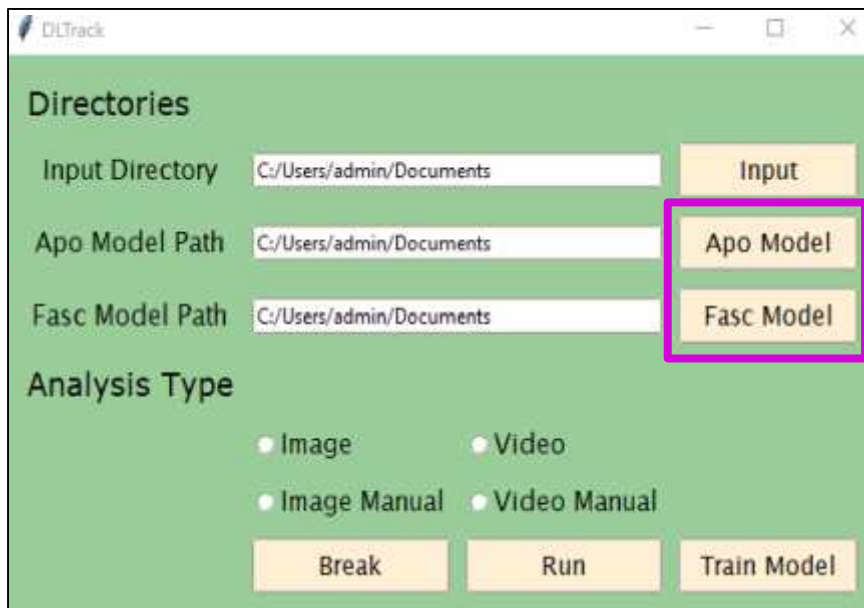 DLTrack
Directories
Input Directory C:/Users/admin/Documents Input
Apo Model Path C:/Users/admin/Documents Apo Model
Fasc Model Path C:/Users/admin/Documents Fasc Model
Analysis Type
Image Video
Image Manual Video Manual
Break Run Train Model